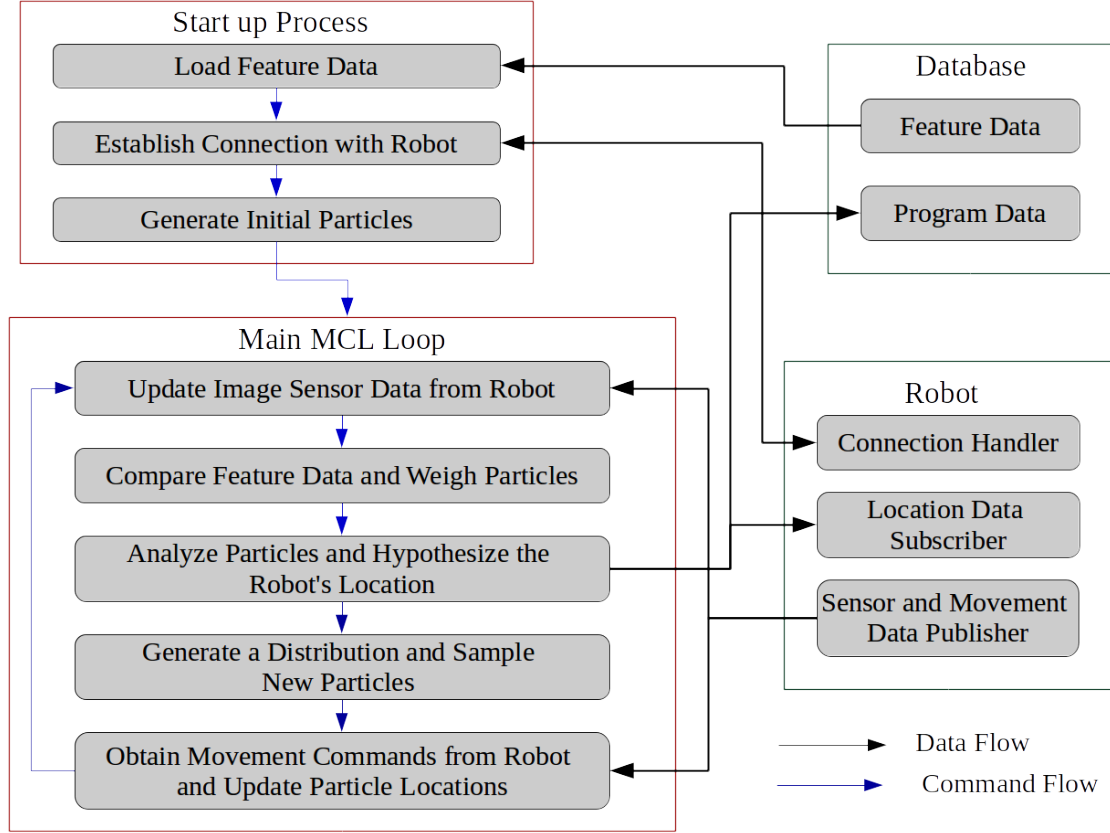 Start up Process
Load Feature Data
Establish Connection with Robot
Generate Initial Particles
Database
Feature Data
Program Data
Main MCL Loop
Update Image Sensor Data from Robot
Compare Feature Data and Weigh Particles
Analyze Particles and Hypothesize the
Robot's Location
Generate a Distribution and Sample
New Particles
Obtain Movement Commands from Robot
and Update Particle Locations
Robot
Connection Handler
Location Data
Subscriber
Sensor and Movement
Data Publisher
Data Flow
Command Flow